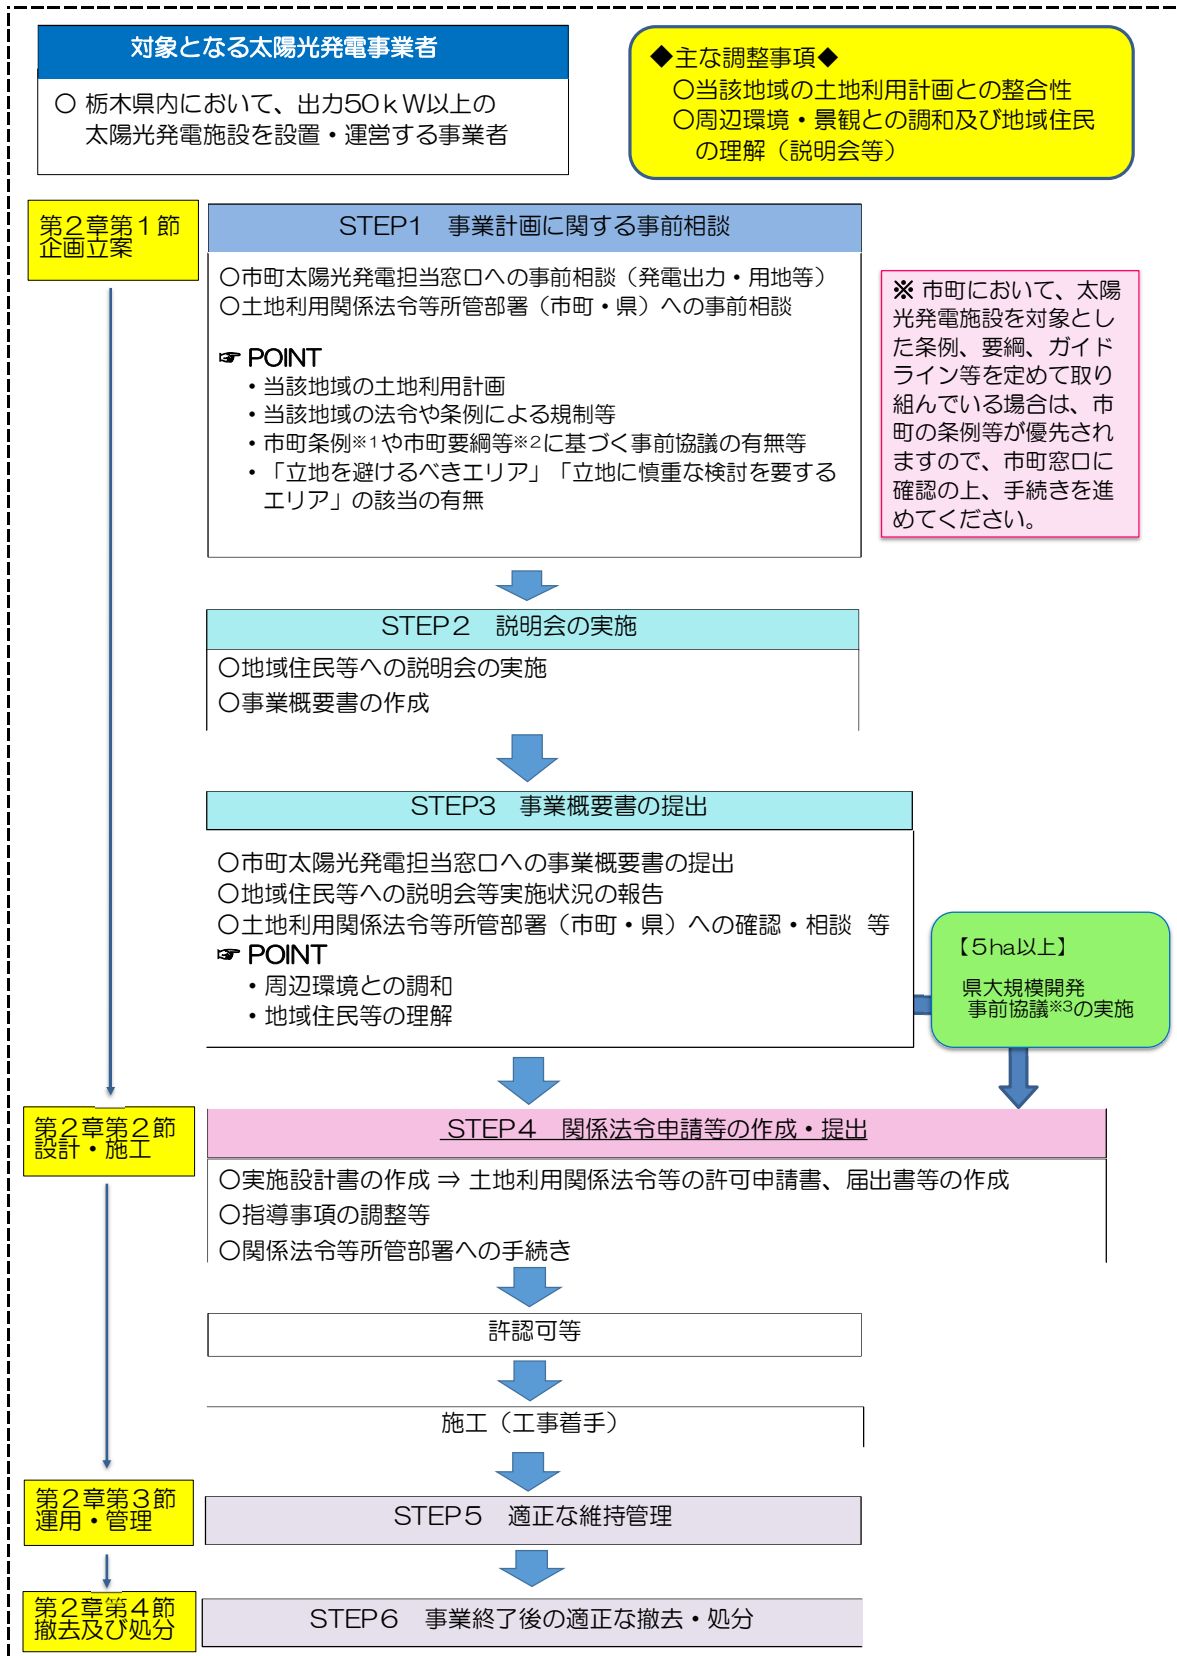 対象となる太陽光発電事業者
○ 栃木県内において、出力50kW以上の
太陽光発電施設を設置・運営する事業者
◆主な調整事項◆
○当該地域の土地利用計画との整合性
○周辺環境・景観との調和及び地域住民
の理解（説明会等）
第２章第１節
企画立案
STEP1　事業計画に関する事前相談
○市町太陽光発電担当窓口への事前相談（発電出力・用地等）
○土地利用関係法令等所管部署（市町・県）への事前相談
☞ POINT
・当該地域の土地利用計画
・当該地域の法令や条例による規制等
・市町条例※1や市町要綱等※2に基づく事前協議の有無等
・「立地を避けるべきエリア」「立地に慎重な検討を要する
エリア」の該当の有無
※ 市町において、太陽
光発電施設を対象とし
た条例、要綱、ガイド
ライン等を定めて取り
組んでいる場合は、市
町の条例等が優先され
ますので、市町窓口に
確認の上、手続きを進
めてください。
STEP２　説明会の実施
○地域住民等への説明会の実施
○事業概要書の作成
STEP3　事業概要書の提出
○市町太陽光発電担当窓口への事業概要書の提出
○地域住民等への説明会等実施状況の報告
○土地利用関係法令等所管部署（市町・県）への確認・相談 等
☞ POINT
・周辺環境との調和
・地域住民等の理解
【５ha以上】
県大規模開発
事前協議※3の実施
第２章第２節
設計・施工
STEP４　関係法令申請等の作成・提出
○実施設計書の作成 ⇒ 土地利用関係法令等の許可申請書、届出書等の作成
○指導事項の調整等
○関係法令等所管部署への手続き
許認可等
施工（工事着手）
第２章第３節
運用・管理
STEP５　適正な維持管理
第２章第４節
撤去及び処分
STEP６　事業終了後の適正な撤去・処分